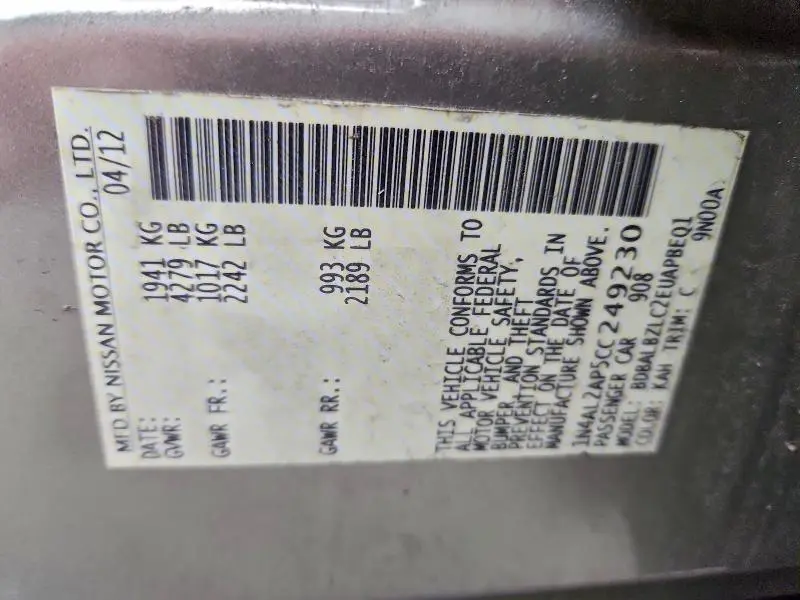 MFD BY NISSAN MOTOR CO., LTD.
DATE: 04/12
GVWR: 1941 KG
4279 LB
GAWR FR.: 1017 KG
2242 LB
GAWR RR.: 993 KG
2189 LB
THIS VEHICLE CONFORMS TO
ALL APPLICABLE FEDERAL
MOTOR VEHICLE SAFETY,
BUMPER, AND THEFT
PREVENTION STANDARDS IN
EFFECT ON THE DATE OF
MANUFACTURE SHOWN ABOVE.
1N4AL2AP5CC249230
PASSENGER CAR 908
MODEL: BDBALBZLCZEUAPBEQ1
COLOR: KAH TRIM: C 9N00A